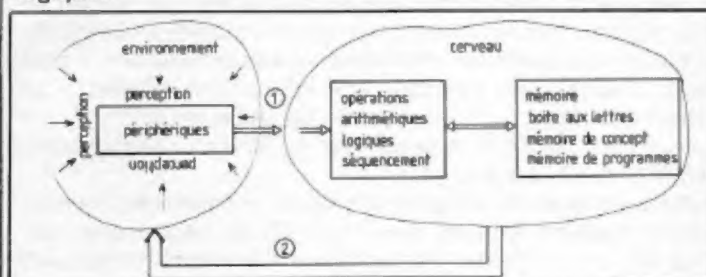 environnement
perception
perception
périphériques
perception
①
cerveau
opérations
arithmétiques
logiques
séquencement
mémoire
boite aux lettres
mémoire de concept
mémoire de programmes
②